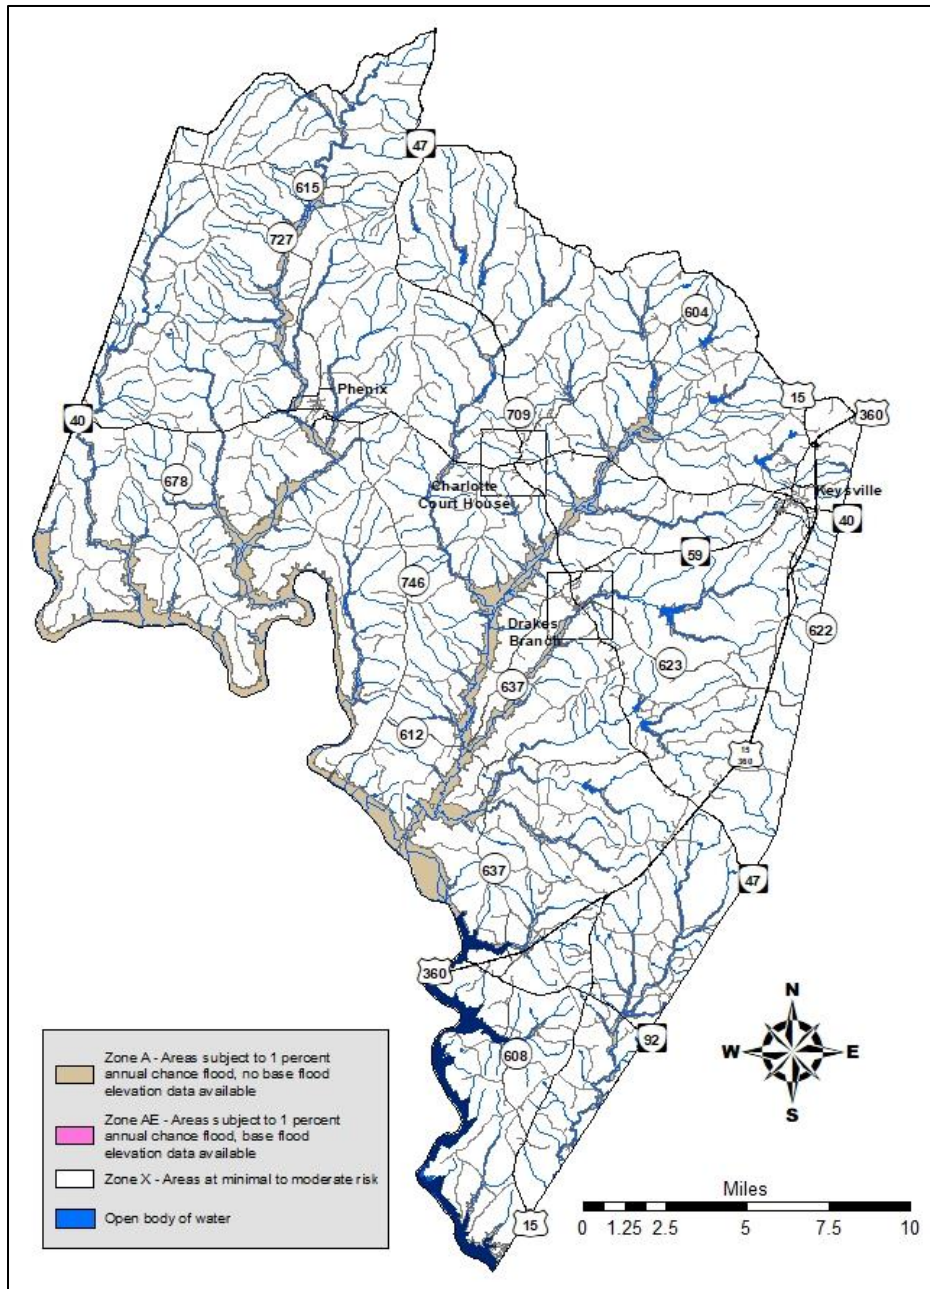 47
615
727
604
15
360
Phenix
40
709
678
Charlotte
Court House
Keysville
40
59
746
Drakes
Branch
622
623
637
612
15
360
637
47
360
N
W E
S
92
608
Zone A - Areas subject to 1 percent
annual chance flood, no base flood
elevation data available
Zone AE - Areas subject to 1 percent
annual chance flood, base flood
elevation data available
Zone X - Areas at minimal to moderate risk
Open body of water
15
Miles
0 1.25 2.5 5 7.5 10